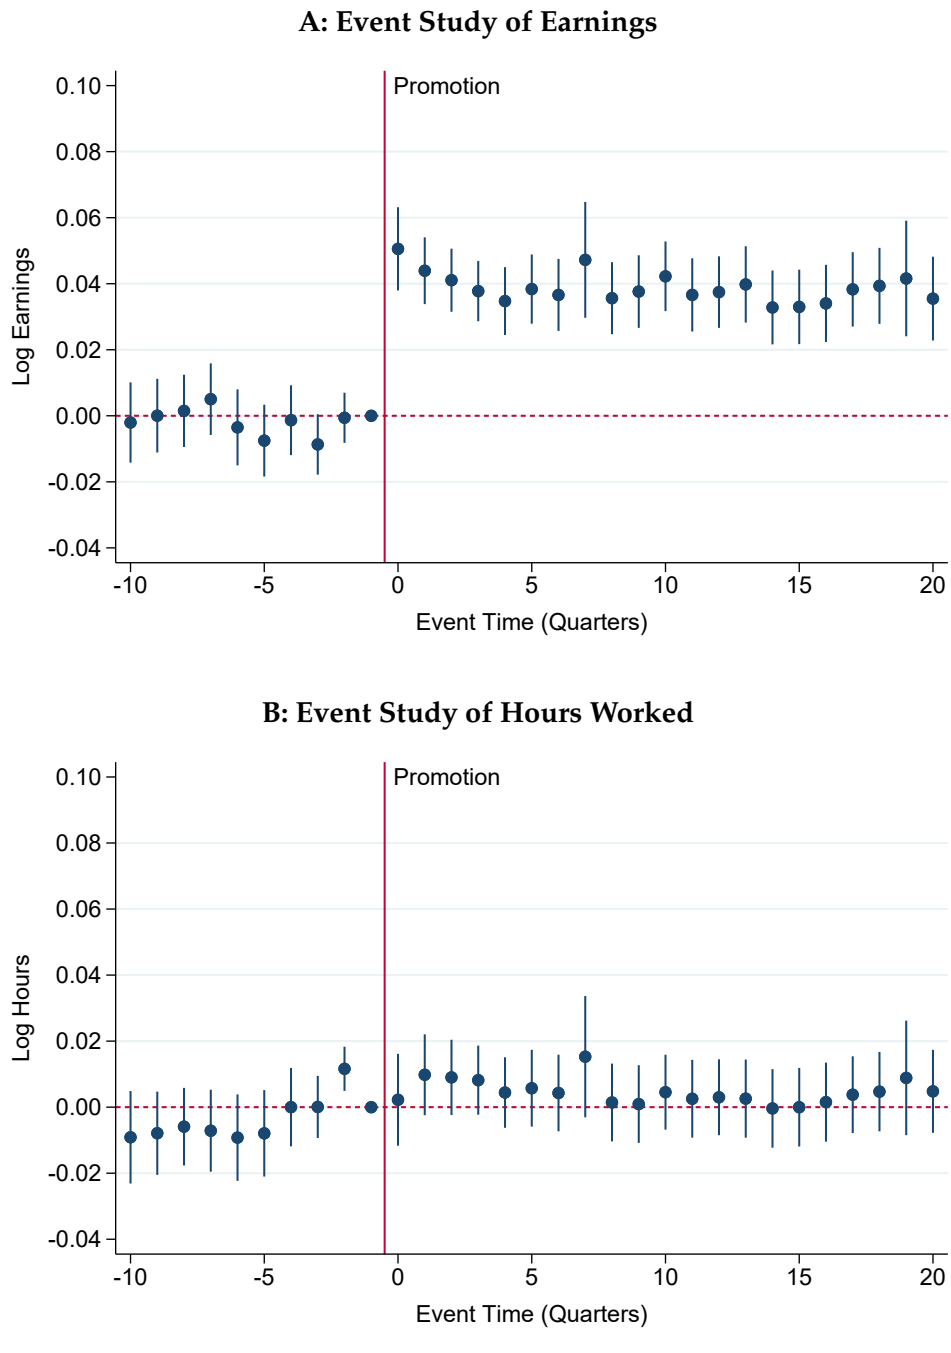 A: Event Study of Earnings
Promotion
0.10
0.08
0.06
0.04
0.02
0.00
-0.02
-0.04
Log Earnings
-10 -5 0 5 10 15 20
Event Time (Quarters)
B: Event Study of Hours Worked
Promotion
0.10
0.08
0.06
0.04
0.02
0.00
-0.02
-0.04
Log Hours
-10 -5 0 5 10 15 20
Event Time (Quarters)